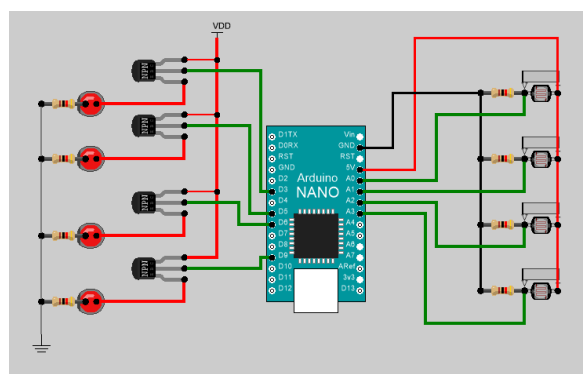 VDD
NPN
NPN
NPN
NPN
D1TX
D0RX
RST
GND
D2
D3
D4
D5
D6
D7
D8
D9
D10
D11
D12
Arduino
NANO
Vin
GND
RST
5V
A0
A1
A2
A3
A4
A5
A6
A7
ARef
3v3
D13